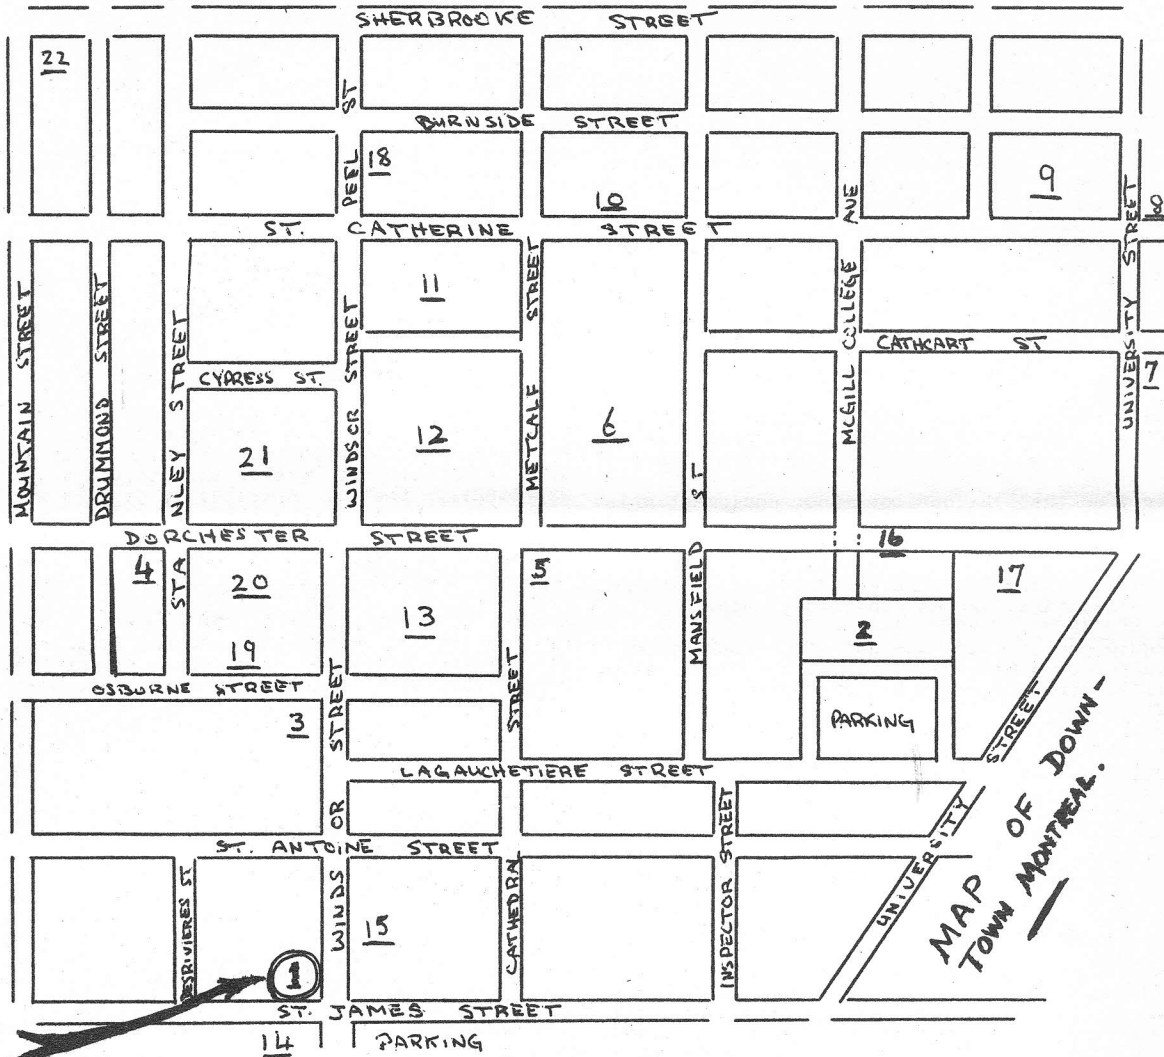 SHERBROOKE STREET
22
BURNSIDE STREET
PEEL ST
18
10
9
ST. CATHERINE STREET
AVE
UNIVERSITY STREET
11
MOUNTAIN STREET
DRUMMOND STREET
STANLEY STREET
WINDSOR STREET
METCALF STREET
MCGILL COLLEGE
CATHCART ST
CYPRESS ST.
7
21
12
6
DORCHESTER STREET
16
4
20
13
5
MANSFIELD ST
17
2
19
OSBURNE STREET
3
PARKING
LAGAUCHETIERE STREET
UNIVERSITY STREET
MAP OF DOWN-
TOWN MONTREAL.
ST. ANTOINE STREET
DESRIVIERES ST
WINDSOR STREET
15
CATHEDRAL STREET
INSPECTOR STREET
1
ST. JAMES STREET
14
PARKING